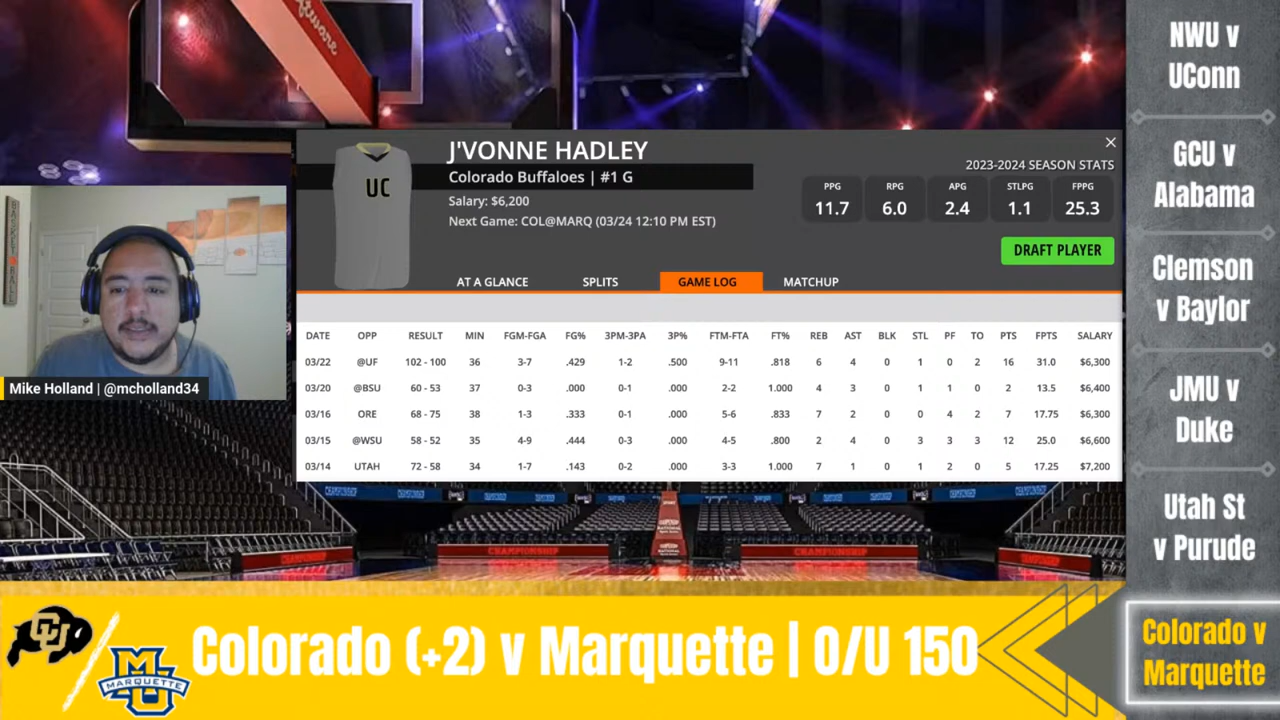 NWU v
UConn
GCU v
Alabama
Clemson
v Baylor
JMU v
Duke
Utah St
v Purude
Colorado v
Marquette
J'VONNE HADLEY
Colorado Buffaloes | #1 G
Salary: $6,200
Next Game: COL@MARQ (03/24 12:10 PM EST)
UC
2023-2024 SEASON STATS
PPG RPG APG STLPG FPPG
11.7 6.0 2.4 1.1 25.3
DRAFT PLAYER
AT A GLANCE SPLITS GAME LOG MATCHUP
DATE OPP RESULT MIN FGM-FGA FG% 3PM-3PA 3P% FTM-FTA FT% REB AST BLK STL PF TO PTS FPTS SALARY
03/22 @UF 102 - 100 36 3-7 .429 1-2 .500 9-11 .818 6 4 0 1 0 2 16 31.0 $6,300
03/20 @BSU 60 - 53 37 0-3 .000 0-1 .000 2-2 1.000 4 3 0 1 1 0 2 13.5 $6,400
03/16 ORE 68 - 75 38 1-3 .333 0-1 .000 5-6 .833 7 2 0 0 4 2 7 17.75 $6,300
03/15 @WSU 58 - 52 35 4-9 .444 0-3 .000 4-5 .800 2 4 0 3 3 3 12 25.0 $6,600
03/14 UTAH 72 - 58 34 1-7 .143 0-2 .000 3-3 1.000 7 1 0 1 2 0 5 17.25 $7,200
Mike Holland | @mcholland34
CHAMPIONSHIP
CHAMPIONSHIP
CHAMPIONSHIP
CU
MU
MARQUETTE
Colorado (+2) v Marquette | O/U 150